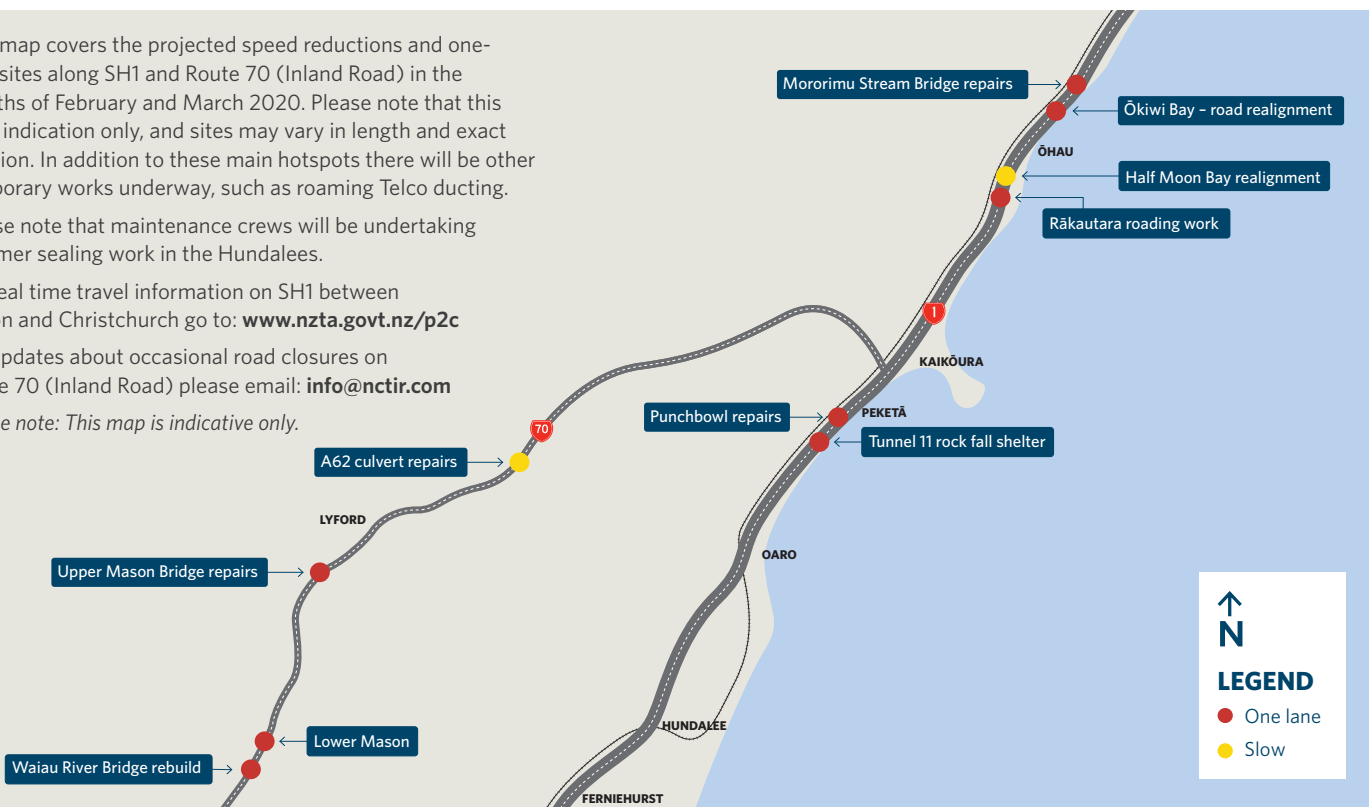 map covers the projected speed reductions and one-
sites along SH1 and Route 70 (Inland Road) in the
ths of February and March 2020. Please note that this
indication only, and sites may vary in length and exact
ion. In addition to these main hotspots there will be other
porary works underway, such as roaming Telco ducting.
se note that maintenance crews will be undertaking
mer sealing work in the Hundalees.
eal time travel information on SH1 between
on and Christchurch go to: www.nzta.govt.nz/p2c
pdates about occasional road closures on
e 70 (Inland Road) please email: info@nctir.com
e note: This map is indicative only.
Mororimu Stream Bridge repairs
Ōkiwi Bay – road realignment
ŌHAU
Half Moon Bay realignment
Rākautara roading work
1
KAIKŌURA
Punchbowl repairs
PEKETĀ
Tunnel 11 rock fall shelter
70
A62 culvert repairs
LYFORD
OARO
Upper Mason Bridge repairs
HUNDALEE
Lower Mason
Waiau River Bridge rebuild
FERNIEHURST
N
LEGEND
One lane
Slow